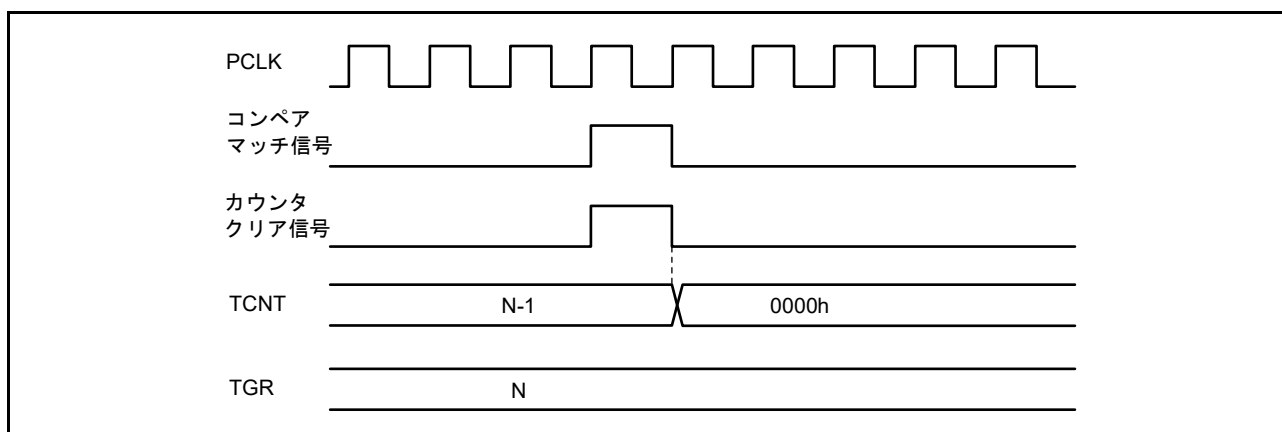 PCLK
コンペア
マッチ信号
カウンタ
クリア信号
TCNT
N-1
0000h
TGR
N